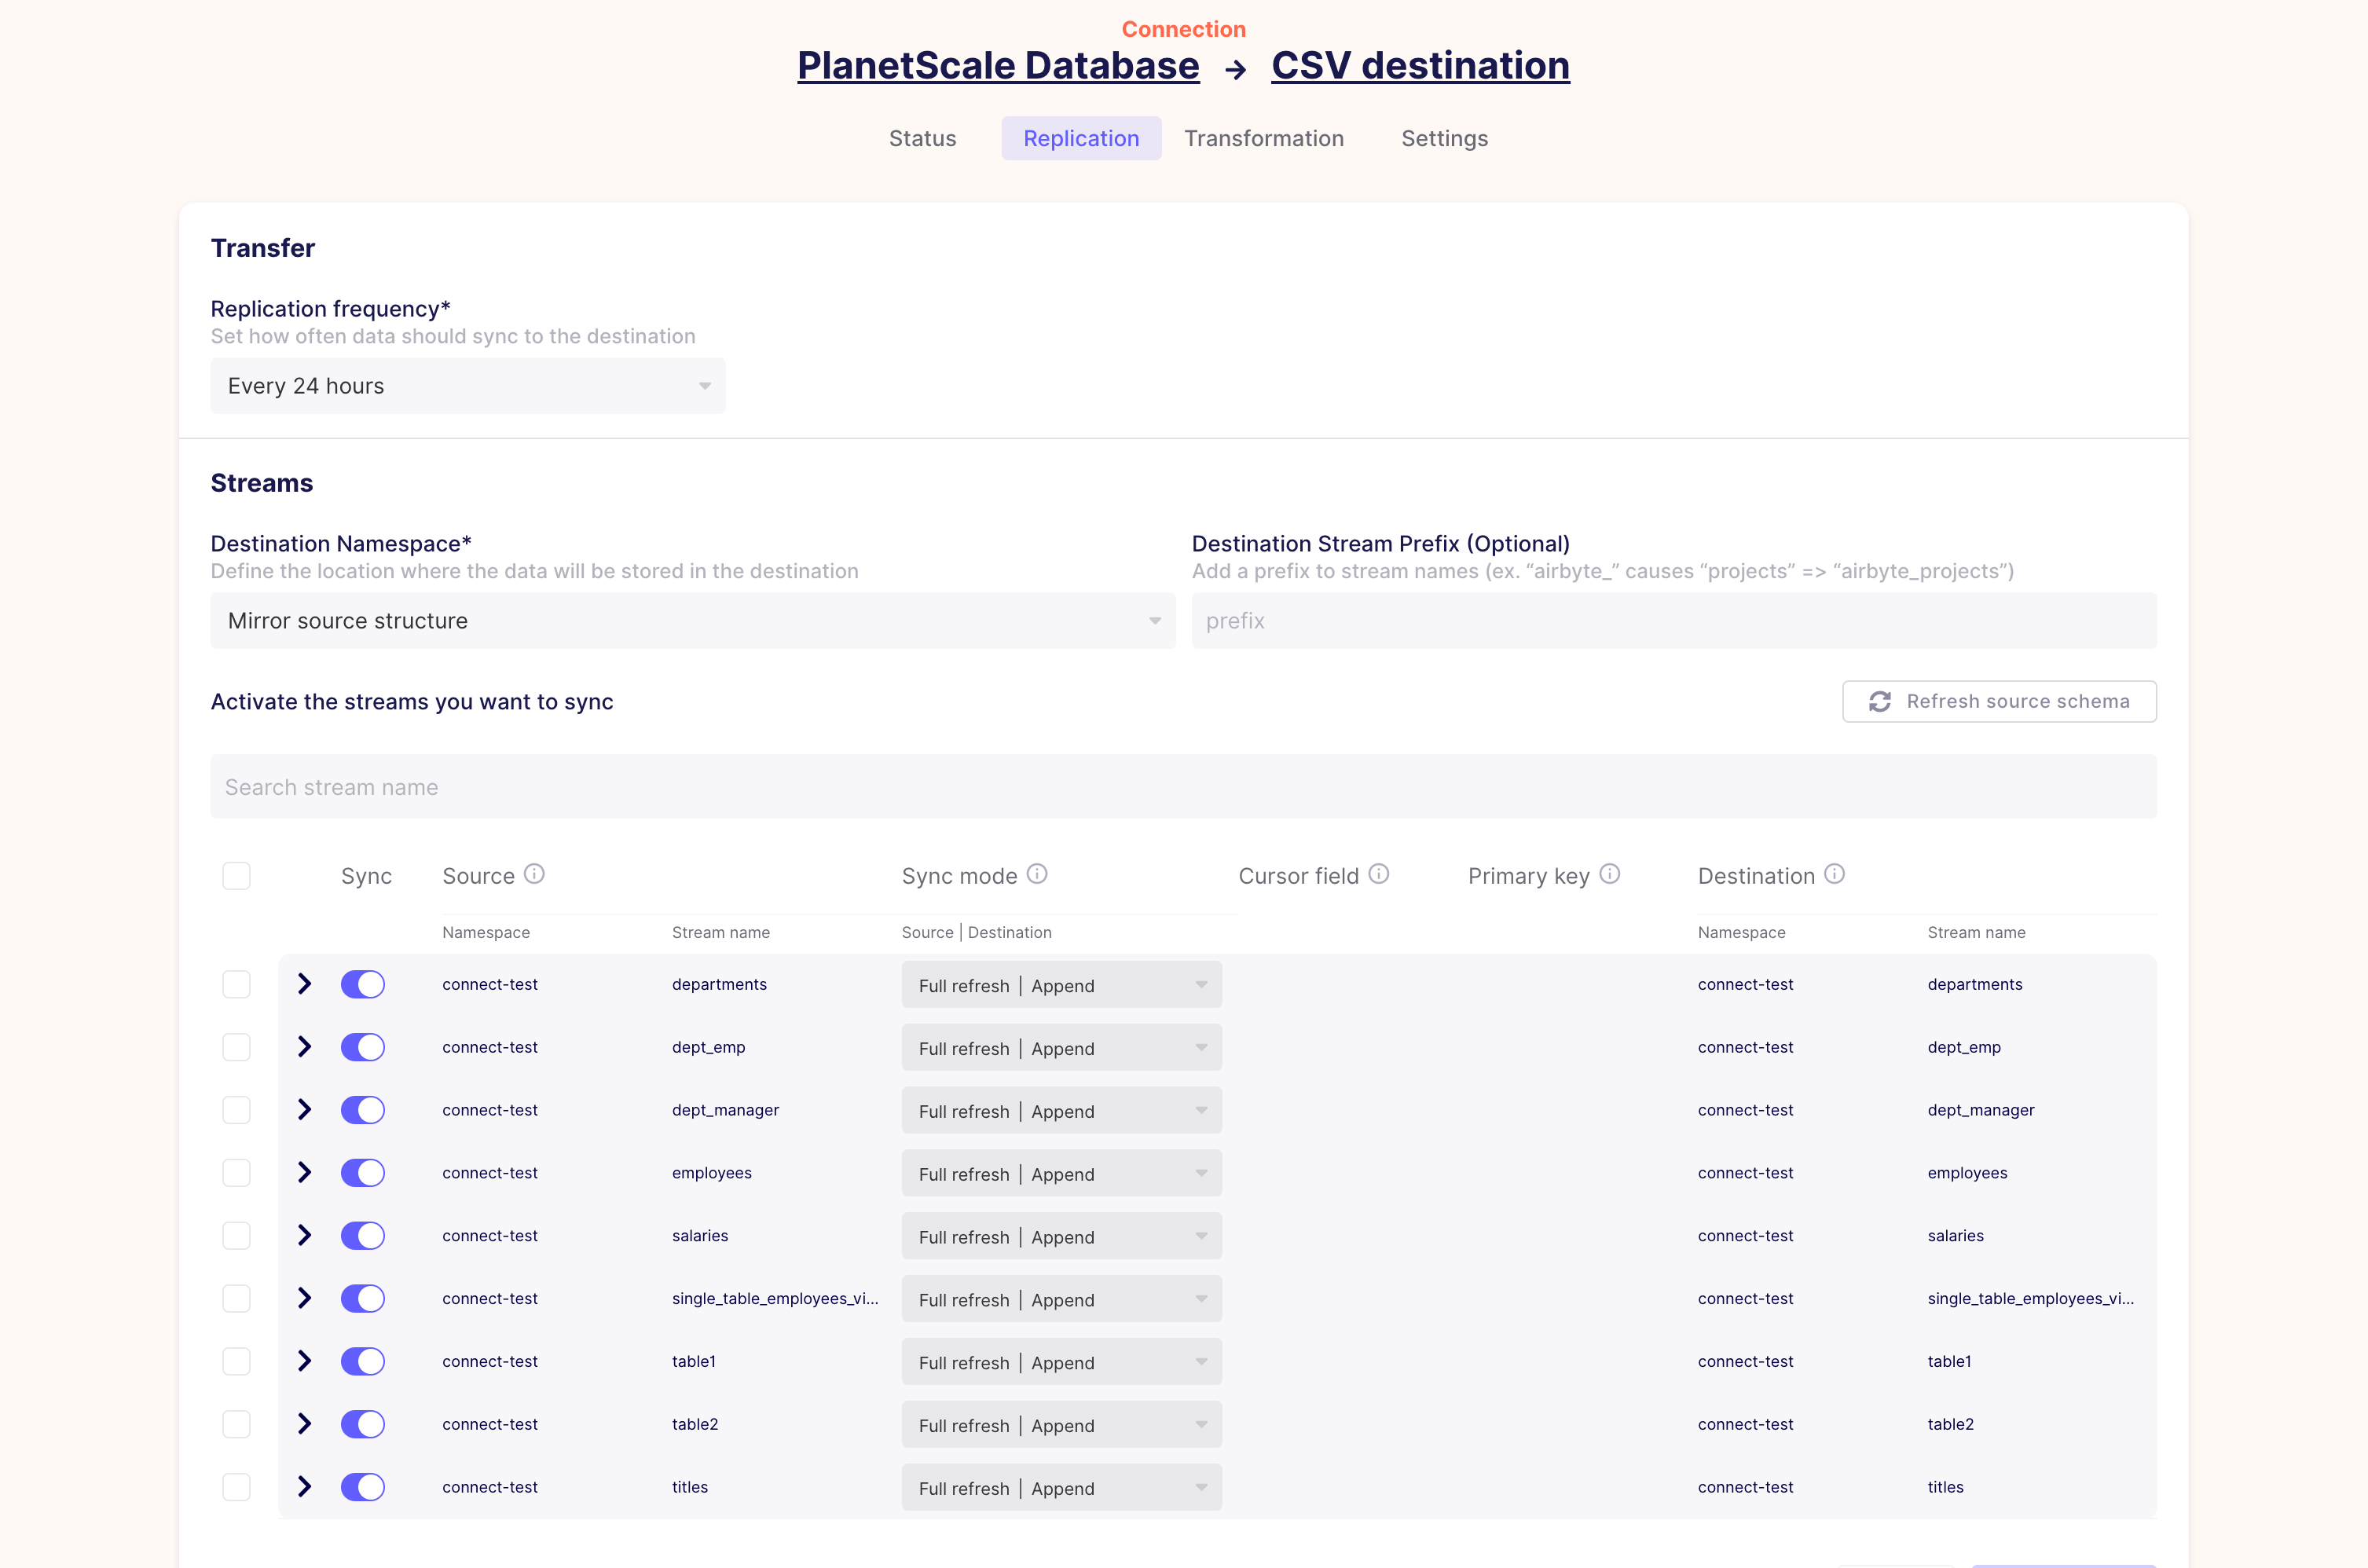 Connection
PlanetScale Database → CSV destination
Status Replication Transformation Settings
Transfer
Replication frequency*
Set how often data should sync to the destination
Every 24 hours
Streams
Destination Namespace* Destination Stream Prefix (Optional)
Define the location where the data will be stored in the destination Add a prefix to stream names (ex. “airbyte_” causes “projects” => “airbyte_projects”)
Mirror source structure prefix
Activate the streams you want to sync Refresh source schema
Search stream name
Sync Source Sync mode Cursor field Primary key Destination
Namespace Stream name Source | Destination Namespace Stream name
connect-test departments Full refresh | Append connect-test departments
connect-test dept_emp Full refresh | Append connect-test dept_emp
connect-test dept_manager Full refresh | Append connect-test dept_manager
connect-test employees Full refresh | Append connect-test employees
connect-test salaries Full refresh | Append connect-test salaries
connect-test single_table_employees_vi... Full refresh | Append connect-test single_table_employees_vi...
connect-test table1 Full refresh | Append connect-test table1
connect-test table2 Full refresh | Append connect-test table2
connect-test titles Full refresh | Append connect-test titles